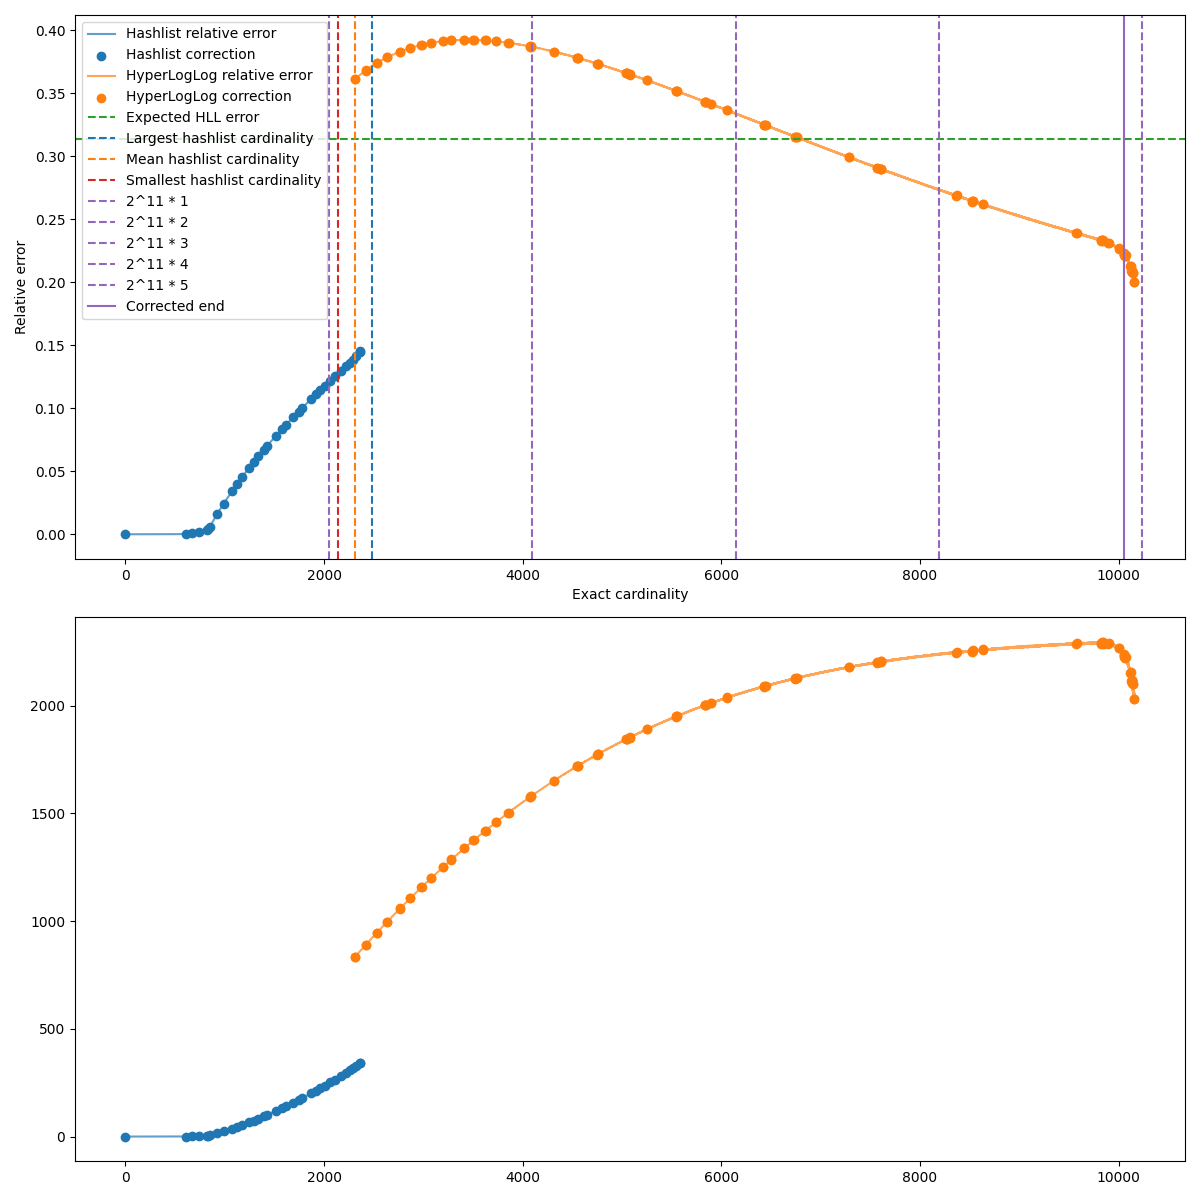 0.40
0.35
0.30
0.25
0.20
0.15
0.10
0.05
0.00
Relative error
Hashlist relative error
Hashlist correction
HyperLogLog relative error
HyperLogLog correction
Expected HLL error
Largest hashlist cardinality
Mean hashlist cardinality
Smallest hashlist cardinality
2^11 * 1
2^11 * 2
2^11 * 3
2^11 * 4
2^11 * 5
Corrected end
0 2000 4000 6000 8000 10000
Exact cardinality
2000
1500
1000
500
0
0 2000 4000 6000 8000 10000